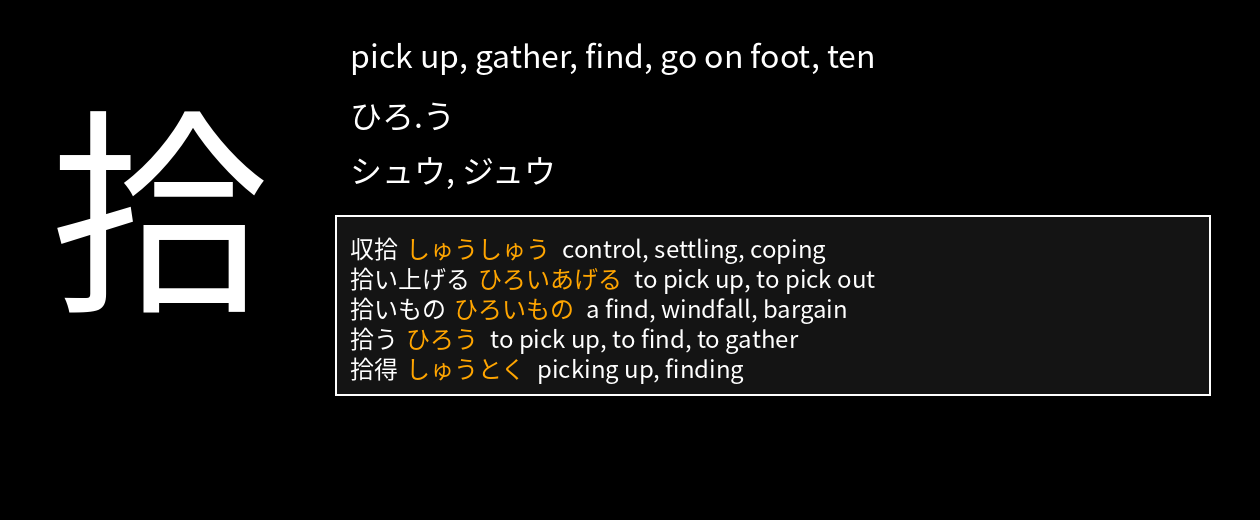 拾
pick up, gather, find, go on foot, ten
ひろ.う
シュウ, ジュウ
収拾 しゅうしゅう control, settling, coping
拾い上げる ひろいあげる to pick up, to pick out
拾いもの ひろいもの a find, windfall, bargain
拾う ひろう to pick up, to find, to gather
拾得 しゅうとく picking up, finding